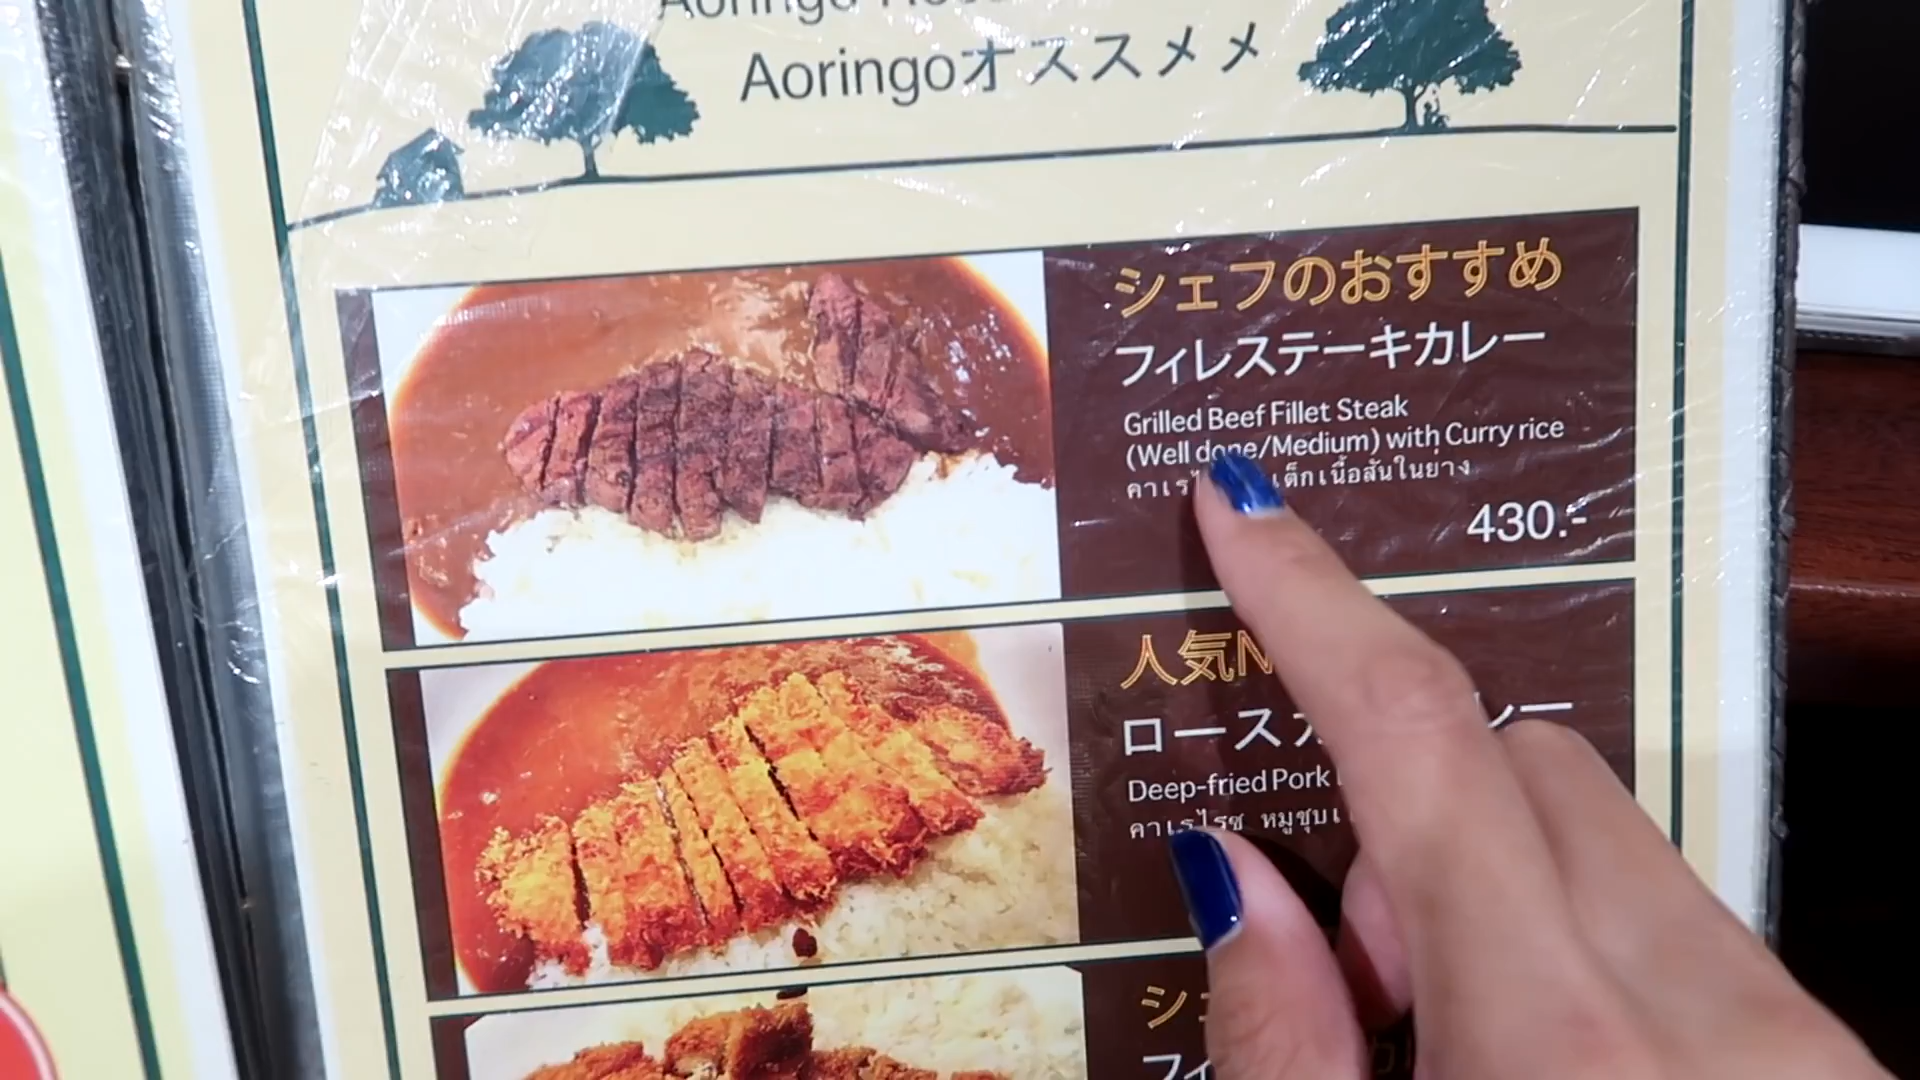 Aoringo
Aoringoオススメメ
シェフのおすすめ
フィレステーキカレー
Grilled Beef Fillet Steak
(Well done/Medium) with Curry rice
เนื้อสันในย่าง
430.-
人気
ロース
Deep-fried Pork
คาเรไรซ หมูชุบ